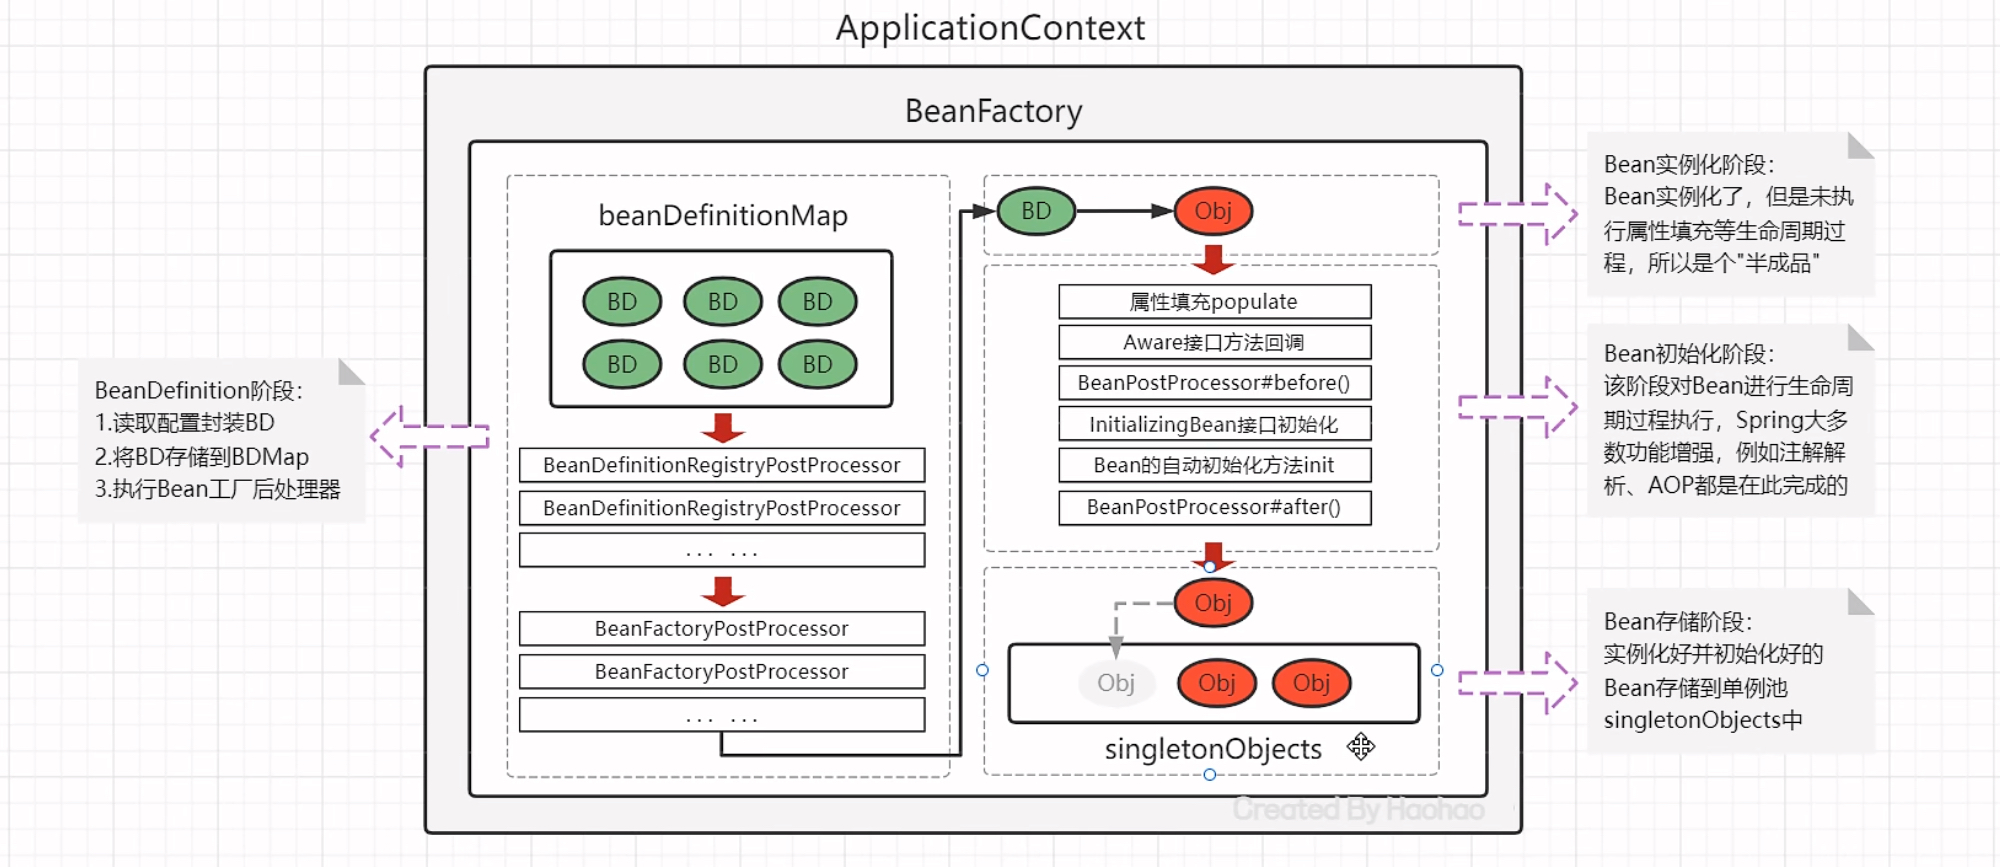 ApplicationContext
BeanFactory
beanDefinitionMap
BD
BD
BD
BD
BD
BD
BeanDefinitionRegistryPostProcessor
BeanDefinitionRegistryPostProcessor
... ...
BeanFactoryPostProcessor
BeanFactoryPostProcessor
... ...
BD
Obj
属性填充populate
Aware接口方法回调
BeanPostProcessor#before()
InitializingBean接口初始化
Bean的自动初始化方法init
BeanPostProcessor#after()
Obj
Obj
Obj
Obj
singletonObjects
BeanDefinition阶段:
1.读取配置封装BD
2.将BD存储到BDMap
3.执行Bean工厂后处理器
Bean实例化阶段:
Bean实例化了，但是未执
行属性填充等生命周期过
程，所以是个"半成品"
Bean初始化阶段:
该阶段对Bean进行生命周
期过程执行，Spring大多
数功能增强，例如注解解
析、AOP都是在此完成的
Bean存储阶段:
实例化好并初始化好的
Bean存储到单例池
singletonObjects中
Created By Haohao